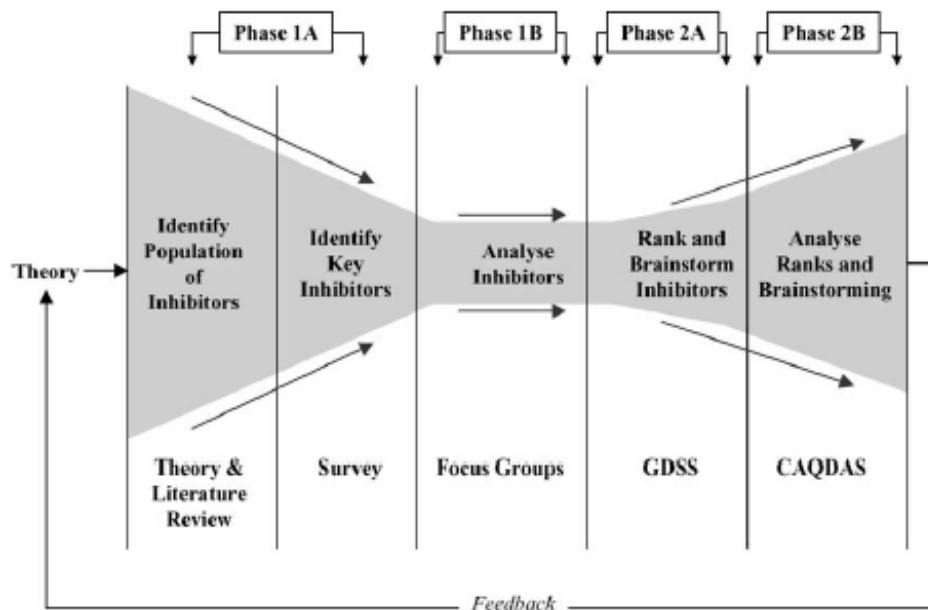 Phase 1A
Phase 1B
Phase 2A
Phase 2B
Theory
Identify
Population
of
Inhibitors
Identify
Key
Inhibitors
Analyse
Inhibitors
Rank and
Brainstorm
Inhibitors
Analyse
Ranks and
Brainstorming
Theory &
Literature
Review
Survey
Focus Groups
GDSS
CAQDAS
Feedback